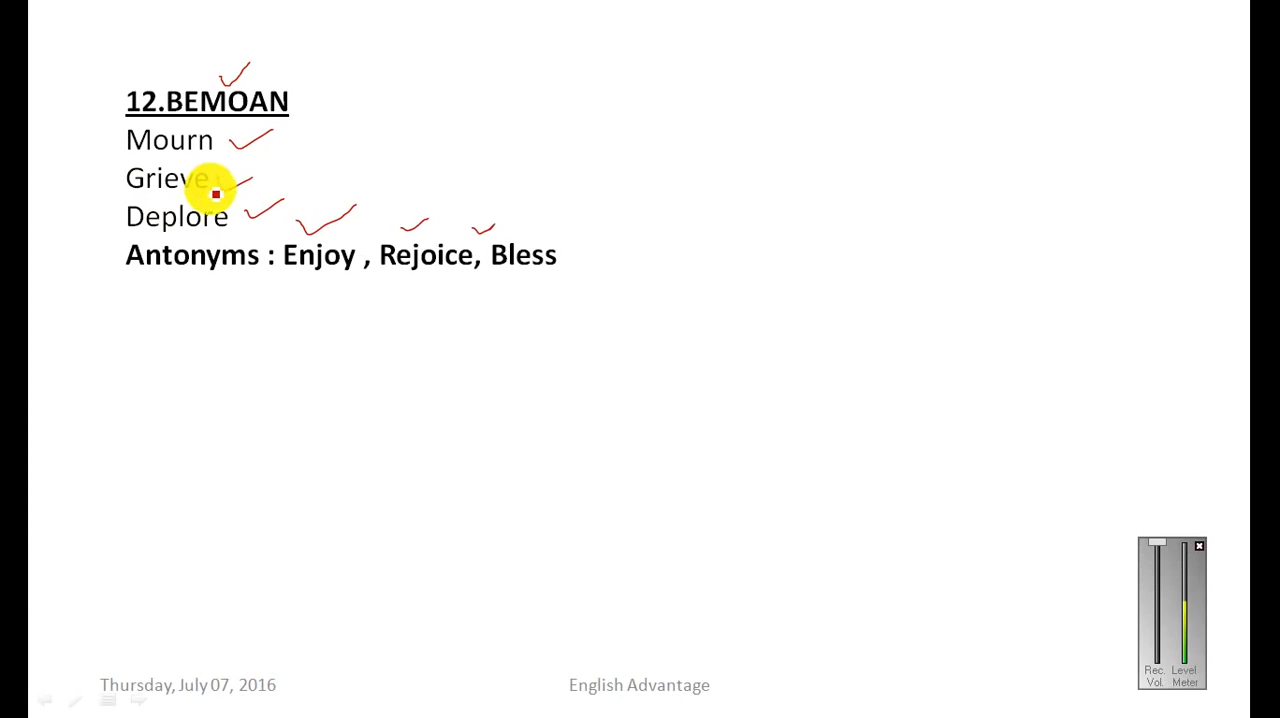 12.BEMOAN
Mourn
Grieve
Deplore
Antonyms : Enjoy , Rejoice, Bless
Thursday, July 07, 2016
English Advantage
Rec. Level
Vol. Meter